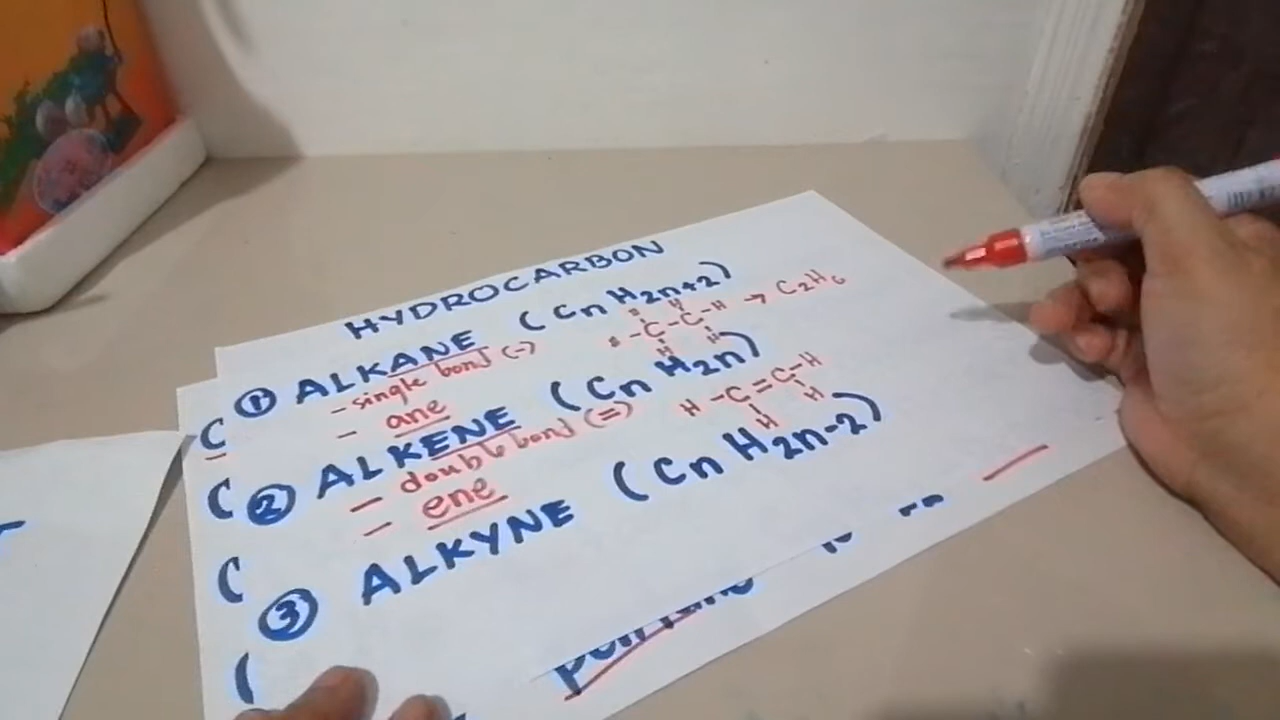 HYDROCARBON
① ALKANE (CnH2n+2)
- single bond (-)
H-C-C-H → C2H6
H H
H H
- ane
② ALKENE (CnH2n)
- double bond (=)
H-C=C-H
H H
- ene
③ ALKYNE (CnH2n-2)
C
C
C